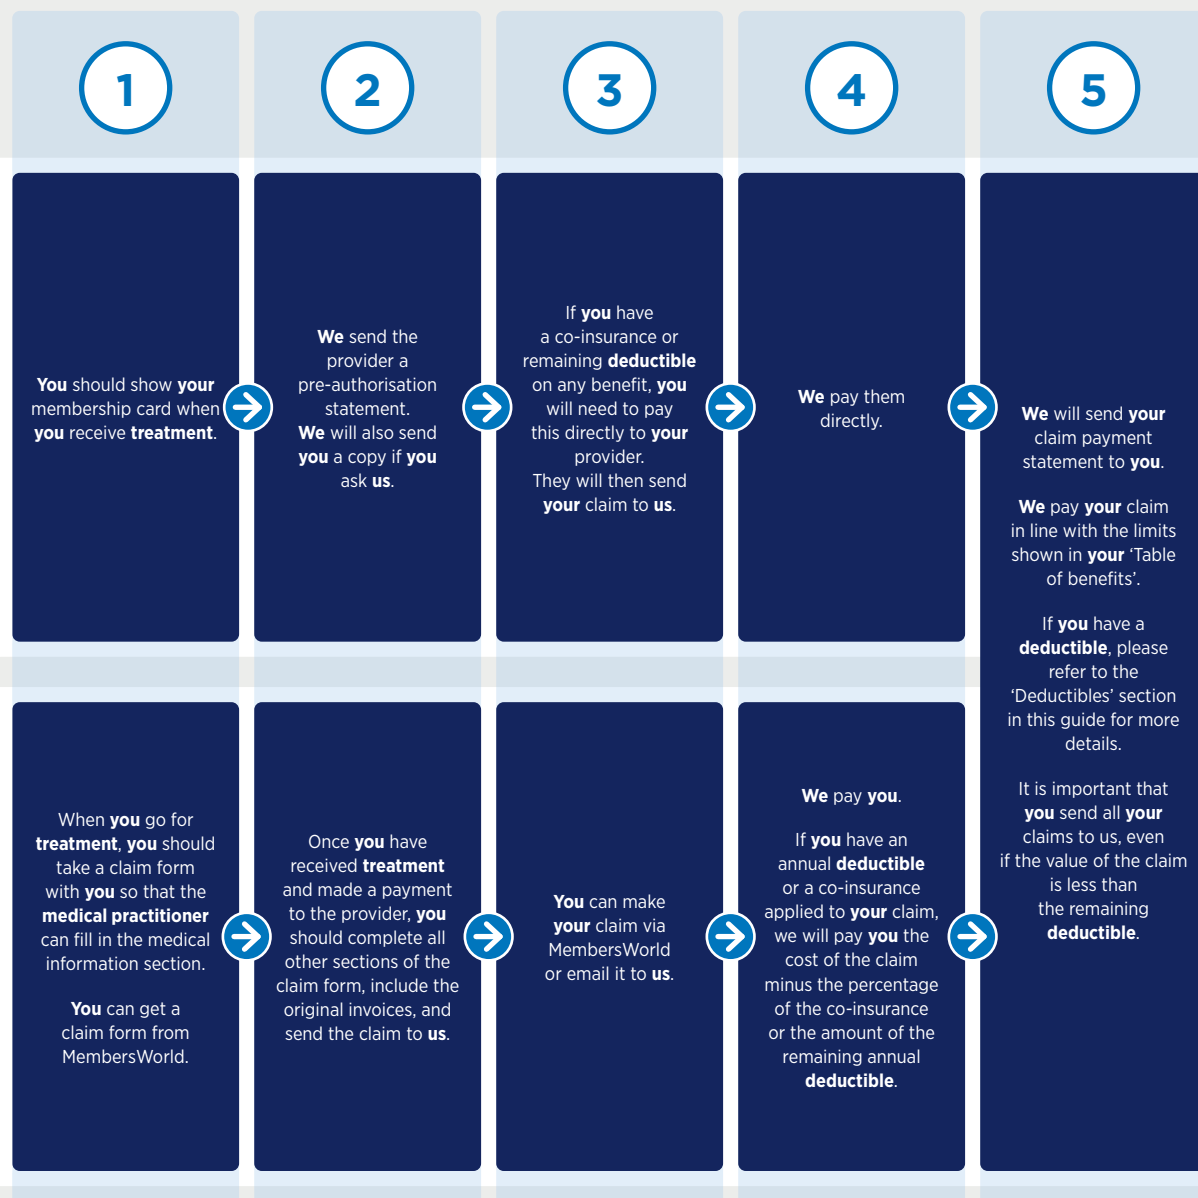 1
2
3
4
5
You should show your
membership card when
you receive treatment.
We send the
provider a
pre-authorisation
statement.
We will also send
you a copy if you
ask us.
If you have
a co-insurance or
remaining deductible
on any benefit, you
will need to pay
this directly to your
provider.
They will then send
your claim to us.
We pay them
directly.
When you go for
treatment, you should
take a claim form
with you so that the
medical practitioner
can fill in the medical
information section.
You can get a
claim form from
MembersWorld.
Once you have
received treatment
and made a payment
to the provider, you
should complete all
other sections of the
claim form, include the
original invoices, and
send the claim to us.
You can make
your claim via
MembersWorld
or email it to us.
We pay you.
If you have an
annual deductible
or a co-insurance
applied to your claim,
we will pay you the
cost of the claim
minus the percentage
of the co-insurance
or the amount of the
remaining annual
deductible.
We will send your
claim payment
statement to you.
We pay your claim
in line with the limits
shown in your ‘Table
of benefits’.
If you have a
deductible, please
refer to the
‘Deductibles’ section
in this guide for more
details.
It is important that
you send all your
claims to us, even
if the value of the claim
is less than
the remaining
deductible.